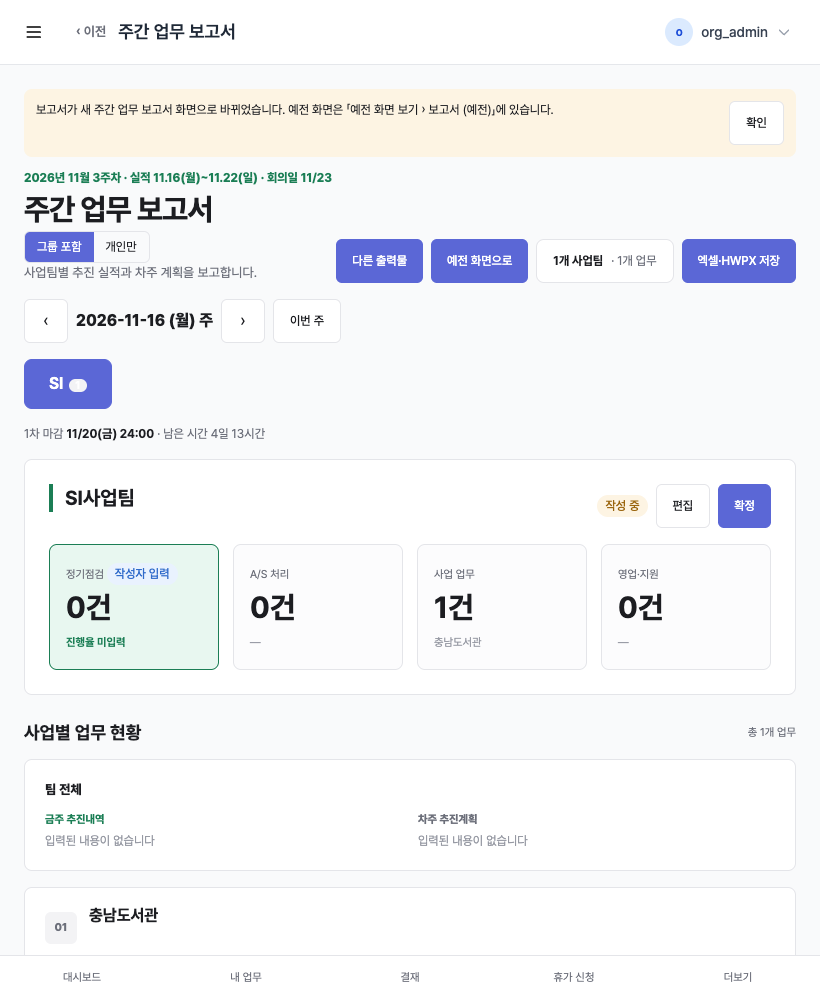 ‹ 이전 주간 업무 보고서
o org_admin
보고서가 새 주간 업무 보고서 화면으로 바뀌었습니다. 예전 화면은 「예전 화면 보기 › 보고서 (예전)」에 있습니다.
확인
2026년 11월 3주차 · 실적 11.16(월)~11.22(일) · 회의일 11/23
주간 업무 보고서
그룹 포함 개인만
사업팀별 추진 실적과 차주 계획을 보고합니다.
다른 출력물 예전 화면으로 1개 사업팀 · 1개 업무 엑셀·HWPX 저장
‹ 2026-11-16 (월) 주 › 이번 주
SI
1차 마감 11/20(금) 24:00 · 남은 시간 4일 13시간
SI사업팀
작성 중 편집 확정
정기점검 작성자 입력
0건
진행율 미입력
A/S 처리
0건
—
사업 업무
1건
충남도서관
영업·지원
0건
—
사업별 업무 현황
총 1개 업무
팀 전체
금주 추진내역
입력된 내용이 없습니다
차주 추진계획
입력된 내용이 없습니다
01 충남도서관
대시보드 내 업무 결재 휴가 신청 더보기